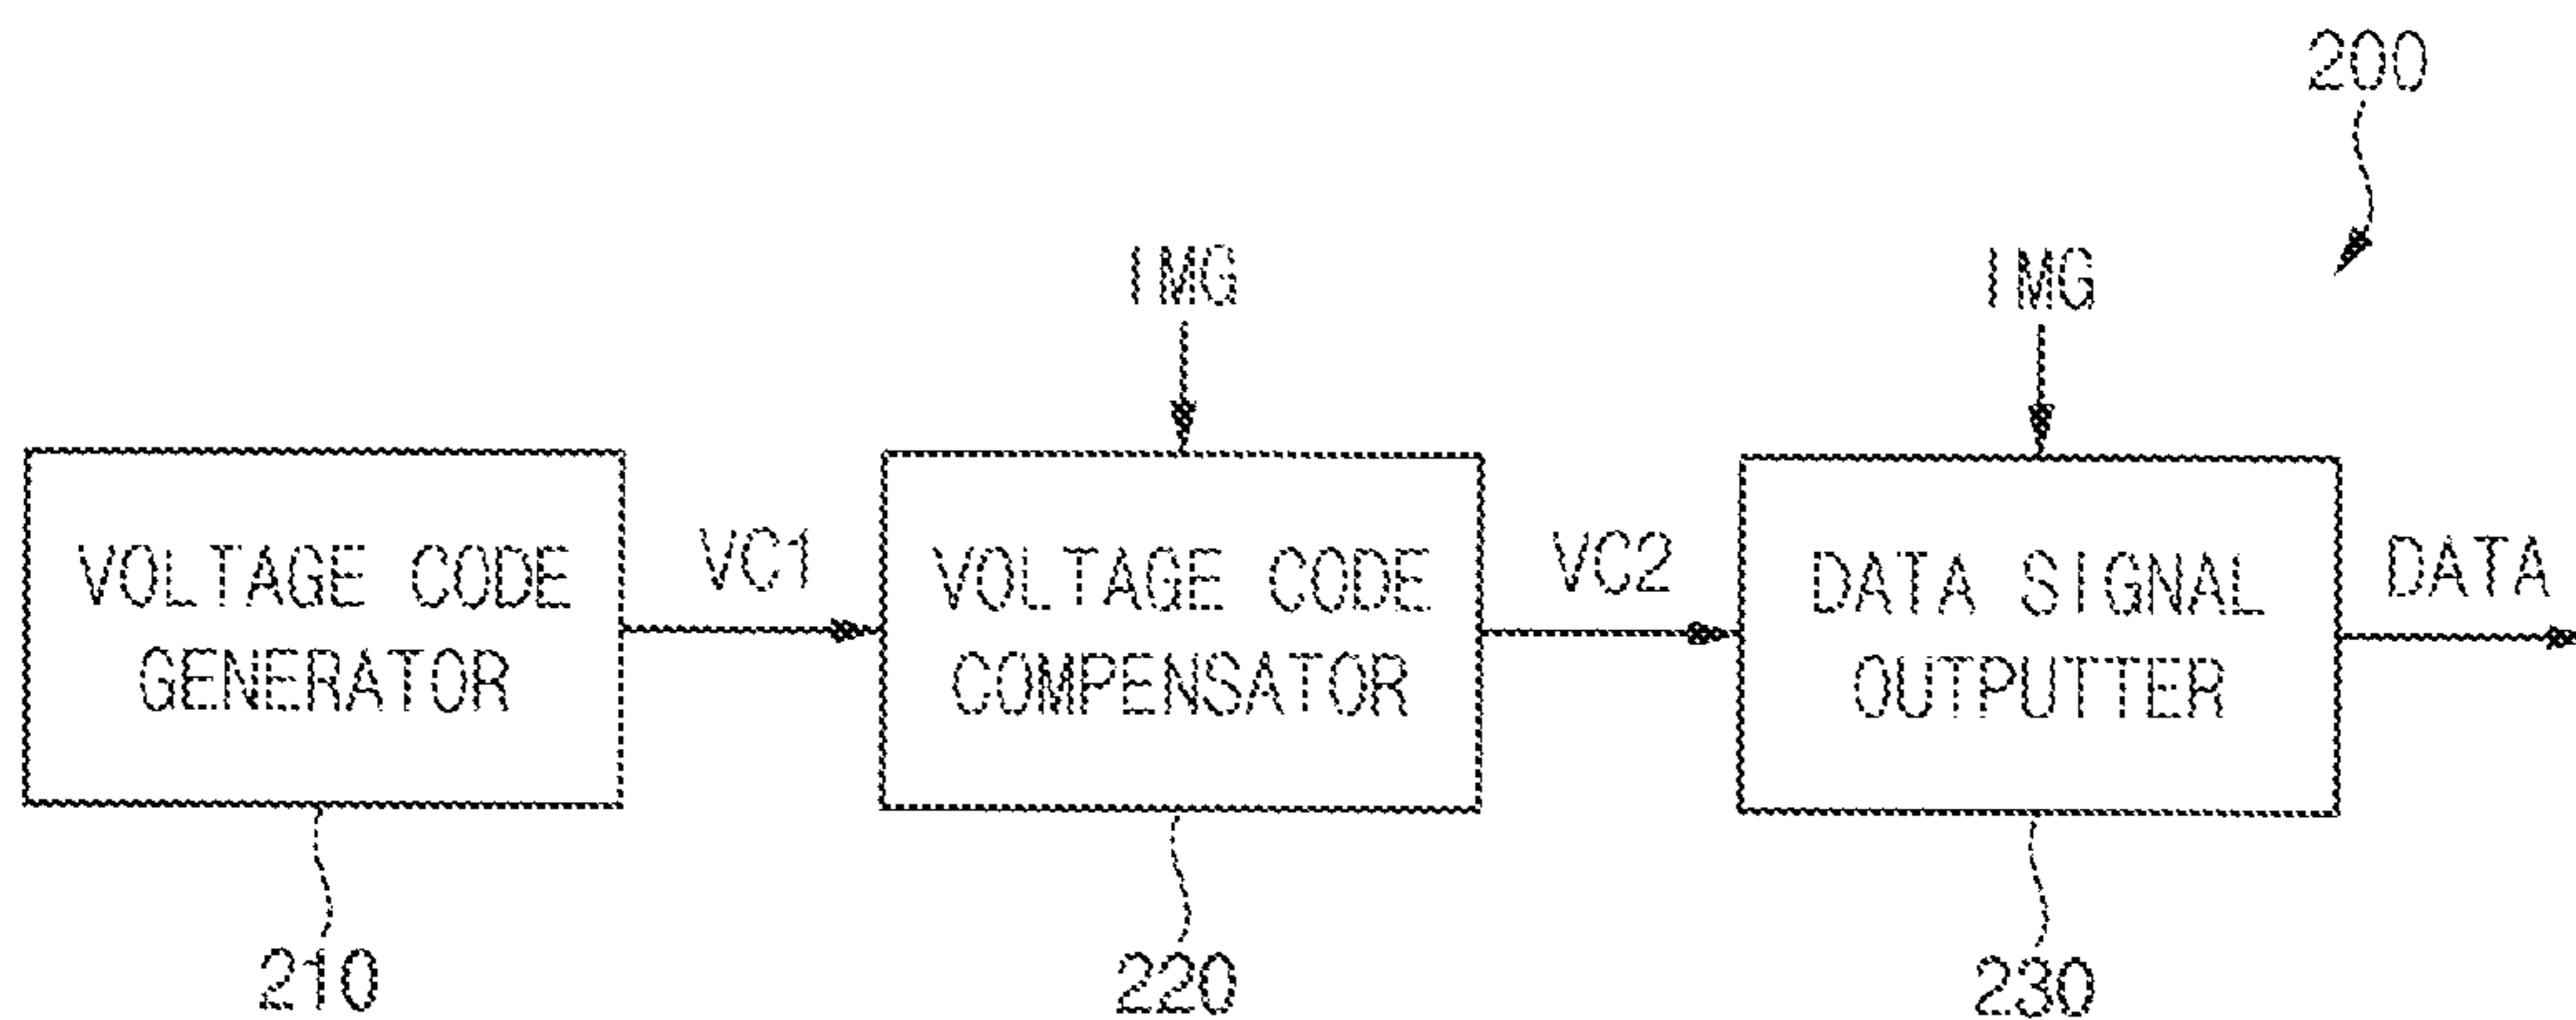 200
IMG
IMG
VOLTAGE CODE
GENERATOR
VC1
VOLTAGE CODE
COMPENSATOR
VC2
DATA SIGNAL
OUTPUTTER
DATA
210
220
230